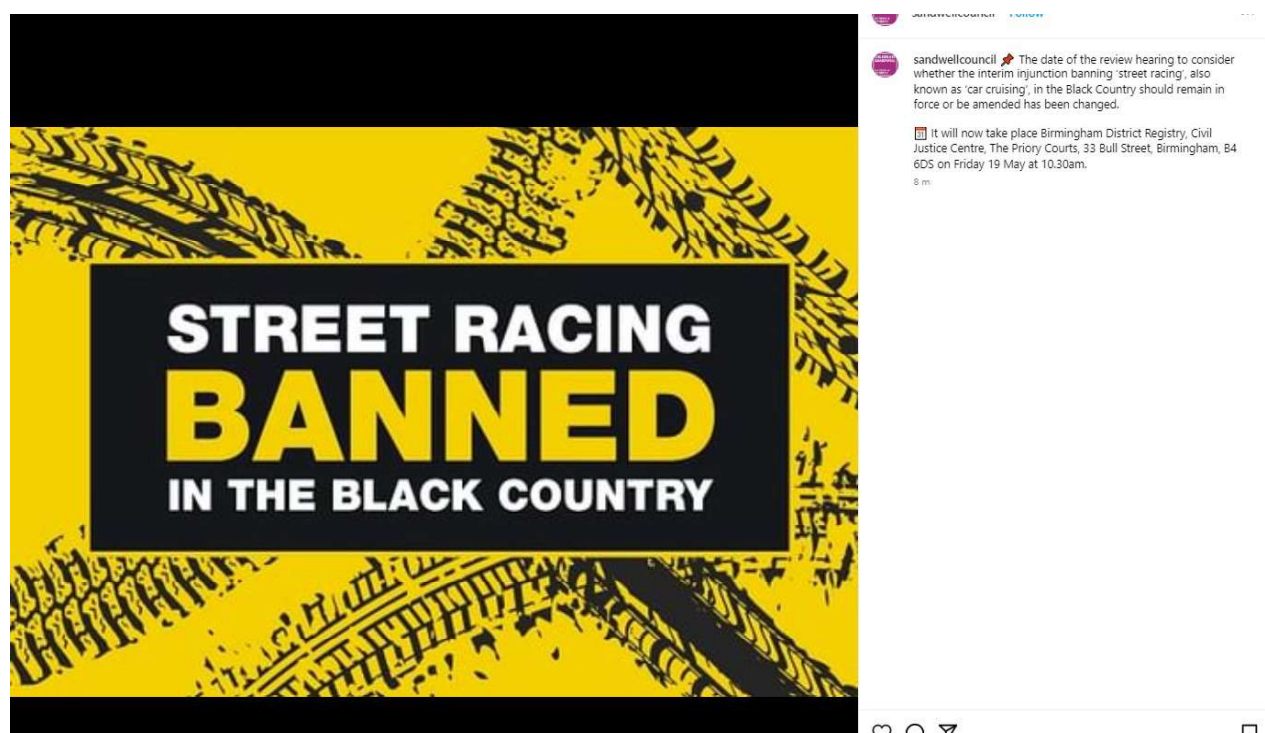 STREET RACING
BANNED
IN THE BLACK COUNTRY
sandwellcouncil Follow
sandwellcouncil 📌 The date of the review hearing to consider
whether the interim injunction banning 'street racing', also
known as 'car cruising', in the Black Country should remain in
force or be amended has been changed.
31 It will now take place Birmingham District Registry, Civil
Justice Centre, The Priory Courts, 33 Bull Street, Birmingham, B4
6DS on Friday 19 May at 10.30am.
8 m